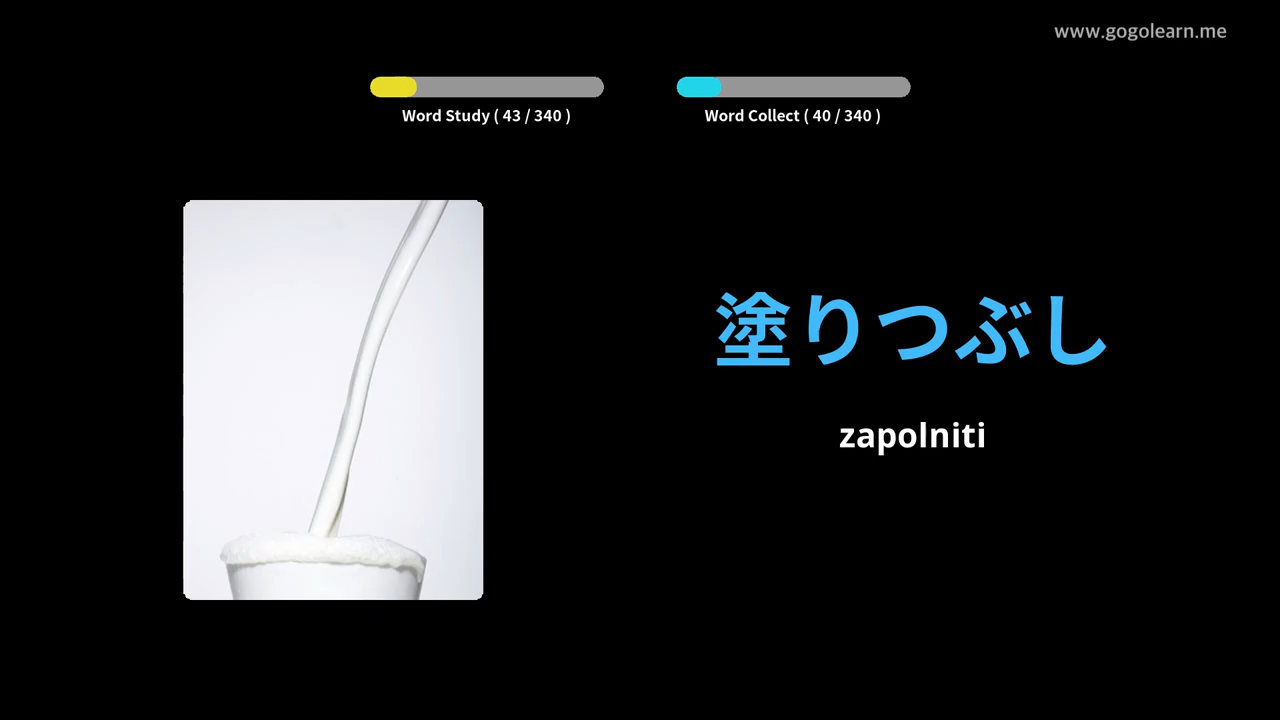 www.gogolearn.me
Word Study ( 43 / 340 )
Word Collect ( 40 / 340 )
塗りつぶし
zapolniti